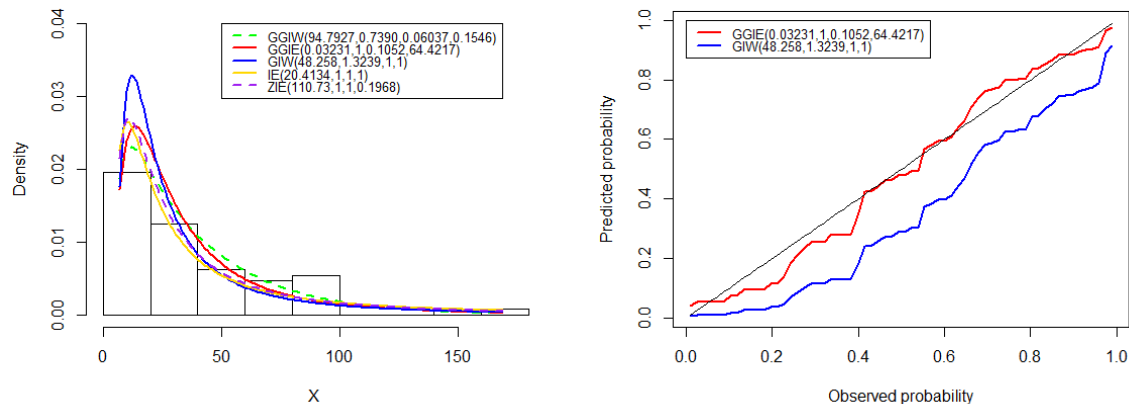 GGIW(94.7927,0.7390,0.06037,0.1546)
GGIE(0.03231,1,0.1052,64.4217)
GIW(48.258,1.3239,1,1)
IE(20.4134,1,1,1)
ZIE(110.73,1,1,0.1968)
0.04
0.03
0.02
0.01
0.00
Density
0 50 100 150
X
GGIE(0.03231,1,0.1052,64.4217)
GIW(48.258,1.3239,1,1)
1.0
0.8
0.6
0.4
0.2
0.0
Predicted probability
0.0 0.2 0.4 0.6 0.8 1.0
Observed probability